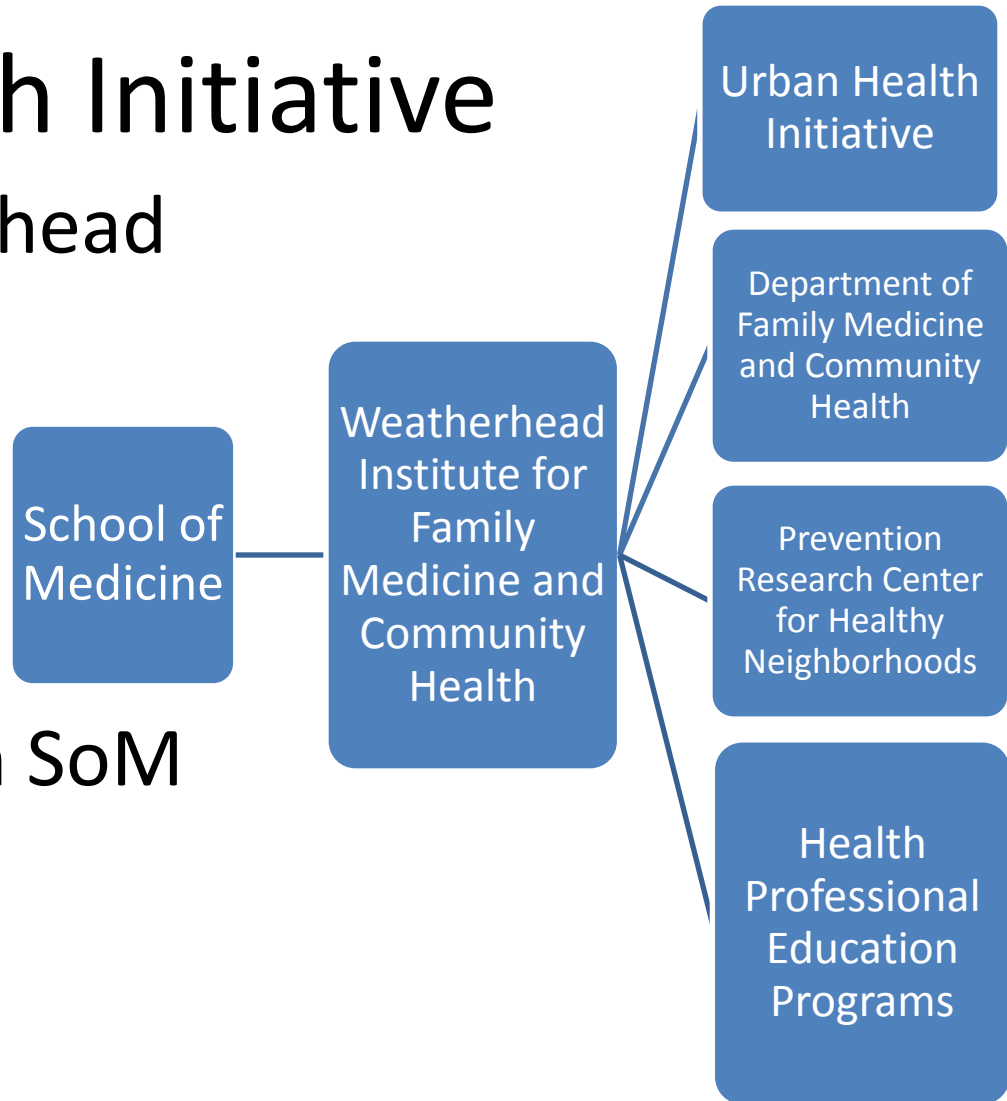 h Initiative
head
SoM
School of
Medicine
Weatherhead
Institute for
Family
Medicine and
Community
Health
Urban Health
Initiative
Department of
Family Medicine
and Community
Health
Prevention
Research Center
for Healthy
Neighborhoods
Health
Professional
Education
Programs